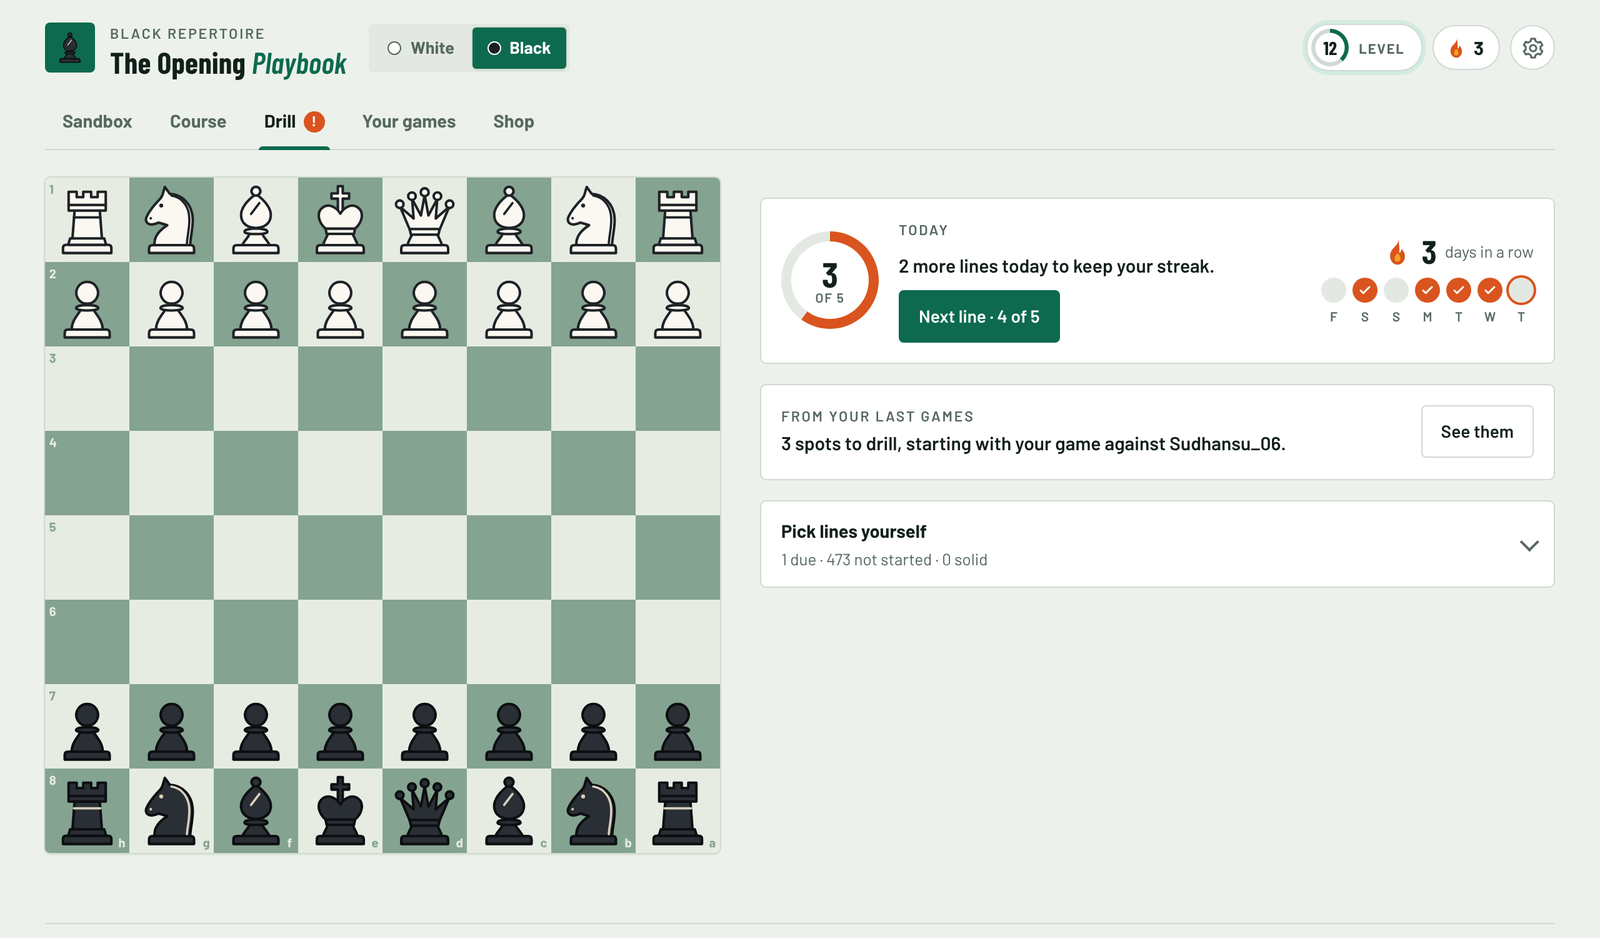 BLACK REPERTOIRE
The Opening Playbook
White
Black
12 LEVEL
3
Sandbox
Course
Drill !
Your games
Shop
1
2
3
4
5
6
7
8
h g f e d c b a
3
OF 5
TODAY
2 more lines today to keep your streak.
Next line · 4 of 5
3 days in a row
F S S M T W T
FROM YOUR LAST GAMES
3 spots to drill, starting with your game against Sudhansu_06.
See them
Pick lines yourself
1 due · 473 not started · 0 solid